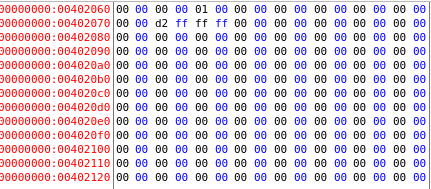 00000000:00402060 00 00 00 00 01 00 00 00 00 00 00 00 00 00 00 00
00000000:00402070 00 00 d2 ff ff ff 00 00 00 00 00 00 00 00 00 00
00000000:00402080 00 00 00 00 00 00 00 00 00 00 00 00 00 00 00 00
00000000:00402090 00 00 00 00 00 00 00 00 00 00 00 00 00 00 00 00
00000000:004020a0 00 00 00 00 00 00 00 00 00 00 00 00 00 00 00 00
00000000:004020b0 00 00 00 00 00 00 00 00 00 00 00 00 00 00 00 00
00000000:004020c0 00 00 00 00 00 00 00 00 00 00 00 00 00 00 00 00
00000000:004020d0 00 00 00 00 00 00 00 00 00 00 00 00 00 00 00 00
00000000:004020e0 00 00 00 00 00 00 00 00 00 00 00 00 00 00 00 00
00000000:004020f0 00 00 00 00 00 00 00 00 00 00 00 00 00 00 00 00
00000000:00402100 00 00 00 00 00 00 00 00 00 00 00 00 00 00 00 00
00000000:00402110 00 00 00 00 00 00 00 00 00 00 00 00 00 00 00 00
00000000:00402120 00 00 00 00 00 00 00 00 00 00 00 00 00 00 00 00